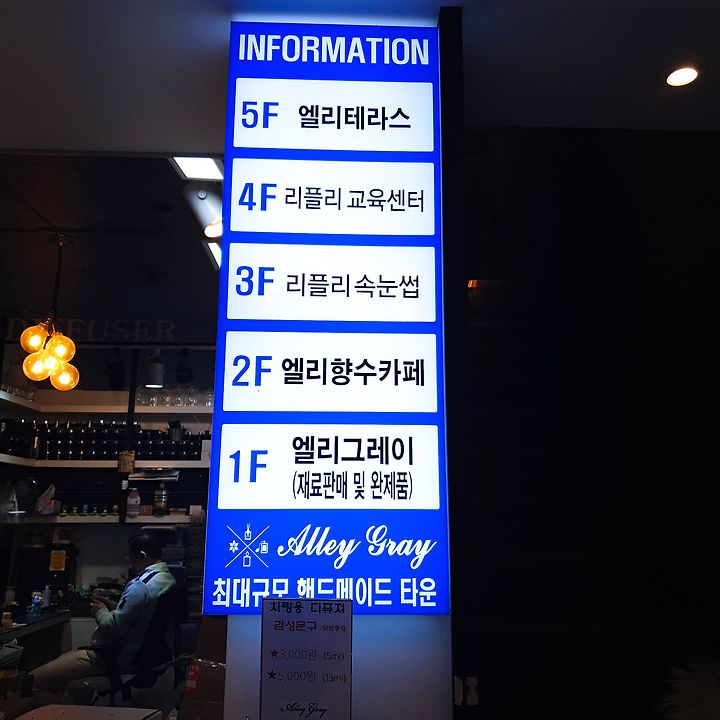 INFORMATION
5F 엘리테라스
4F 리플리 교육센터
3F 리플리 속눈썹
2F 엘리향수카페
1F 엘리그레이
(재료판매 및 완제품)
Alley Gray
최대규모 핸드메이드 타운
차량용 디퓨져
감성문구
★3,000원 (5ml)
★5,000원 (15ml)
Alley Gray
DIFFUSER